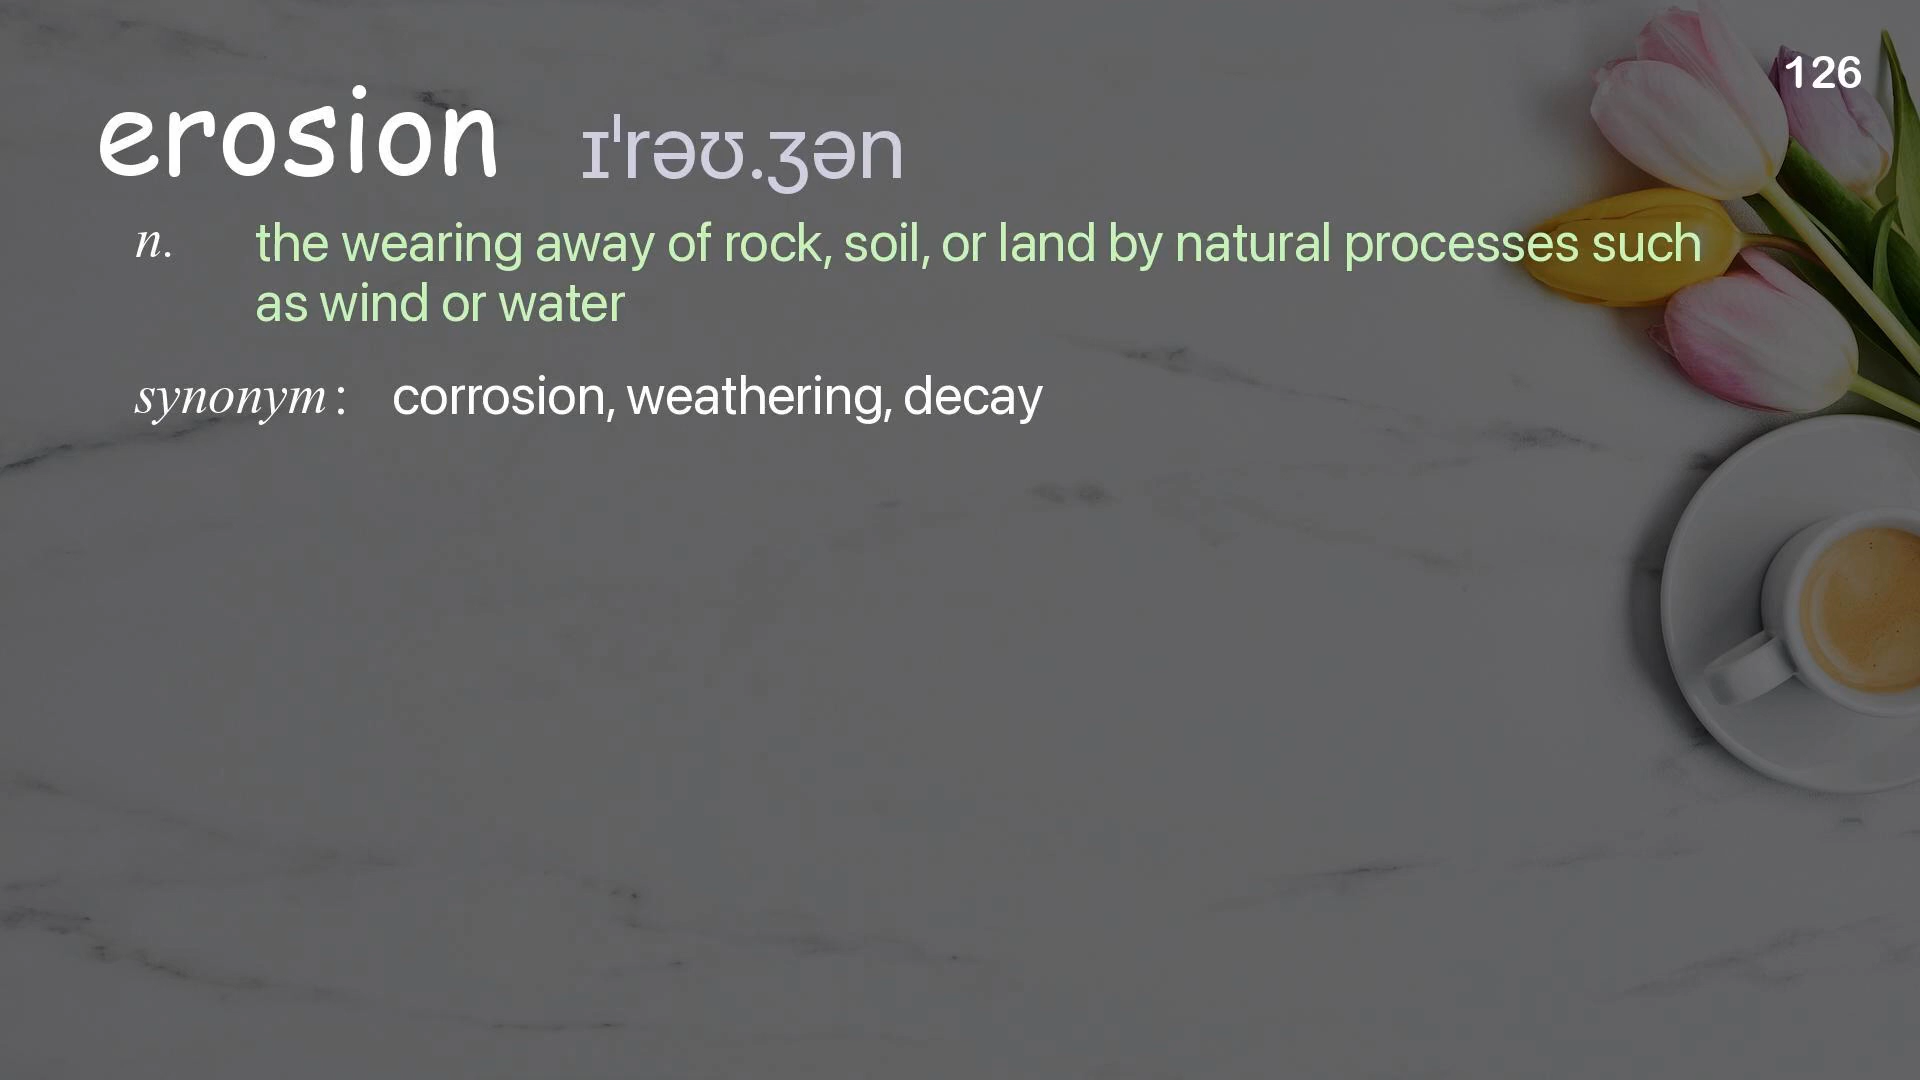 126
erosion ɪˈrəʊ.ʒən
n. the wearing away of rock, soil, or land by natural processes such
as wind or water
synonym: corrosion, weathering, decay